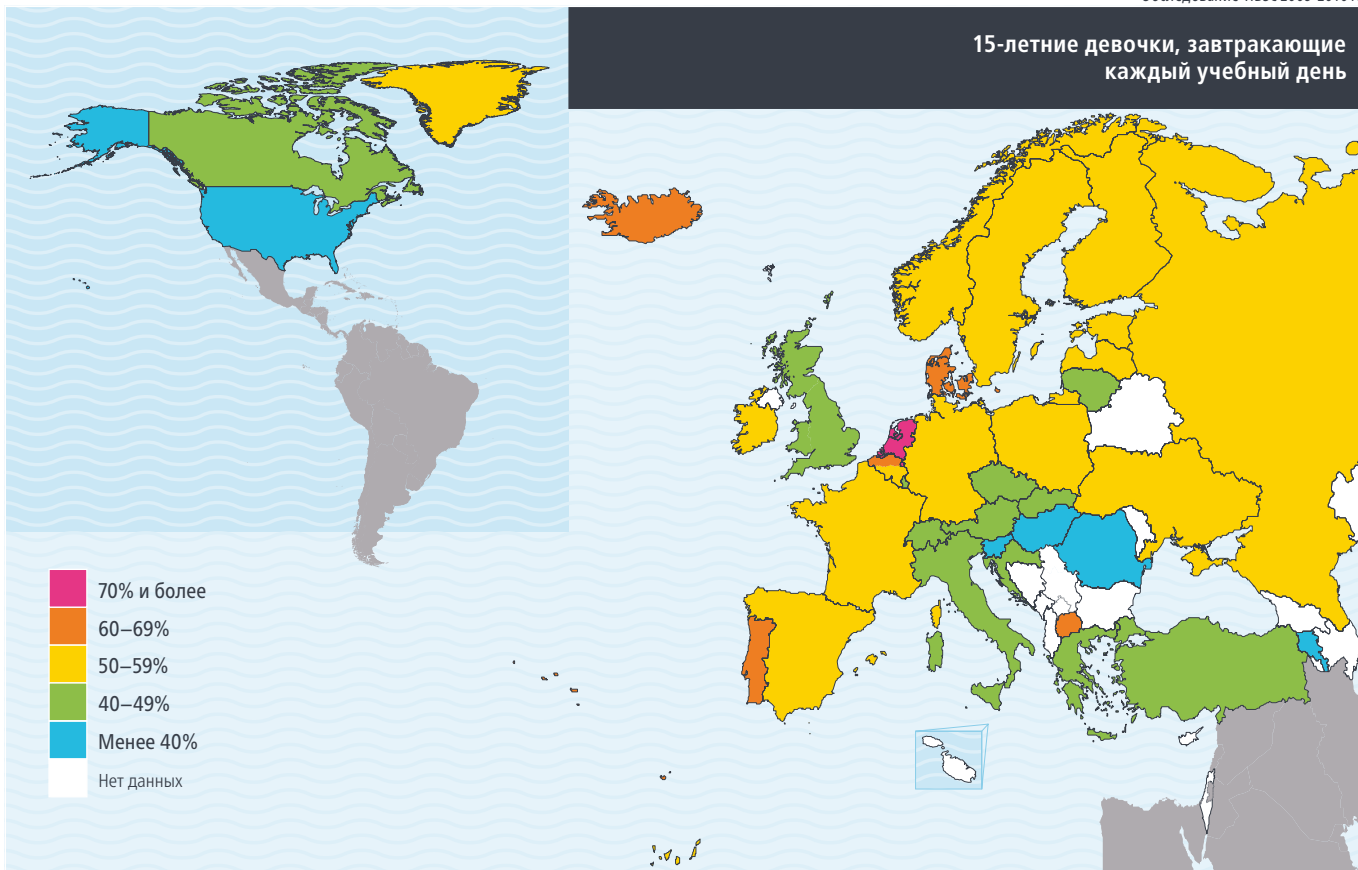 15-летние девочки, завтракающие
каждый учебный день
70% и более
60–69%
50–59%
40–49%
Менее 40%
Нет данных